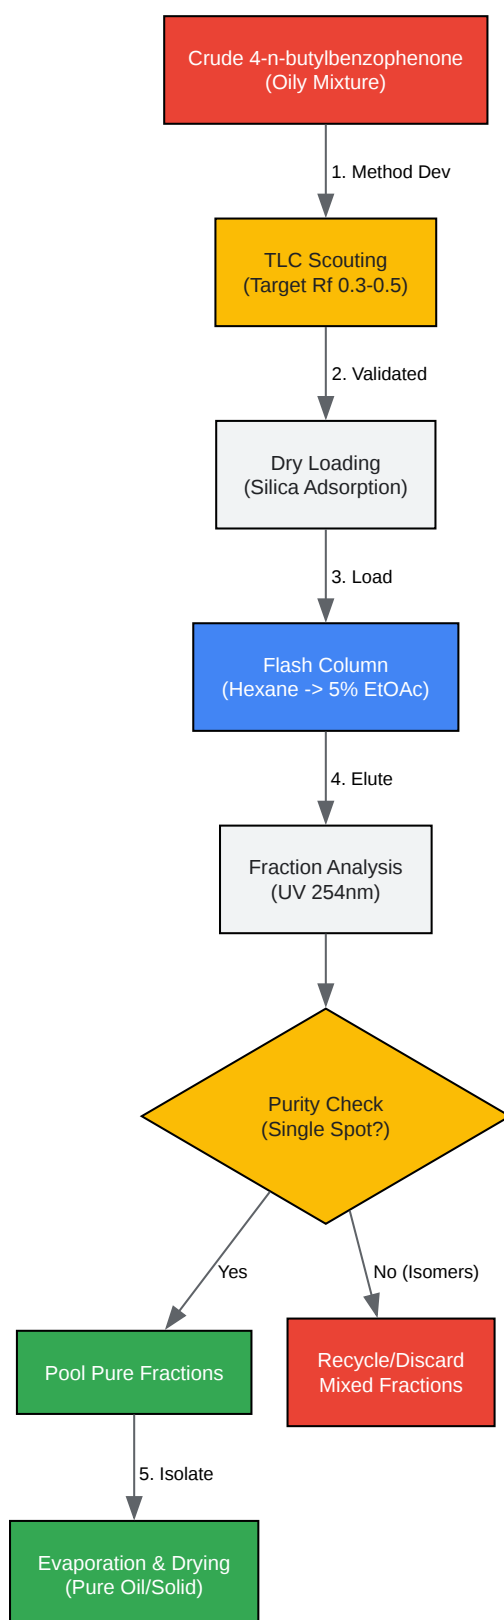 Crude 4-n-butylbenzophenone
(Oily Mixture)
1. Method Dev
TLC Scouting
(Target Rf 0.3-0.5)
2. Validated
Dry Loading
(Silica Adsorption)
3. Load
Flash Column
(Hexane -> 5% EtOAc)
4. Elute
Fraction Analysis
(UV 254nm)
Purity Check
(Single Spot?)
Yes
No (Isomers)
Pool Pure Fractions
Recycle/Discard
Mixed Fractions
5. Isolate
Evaporation & Drying
(Pure Oil/Solid)